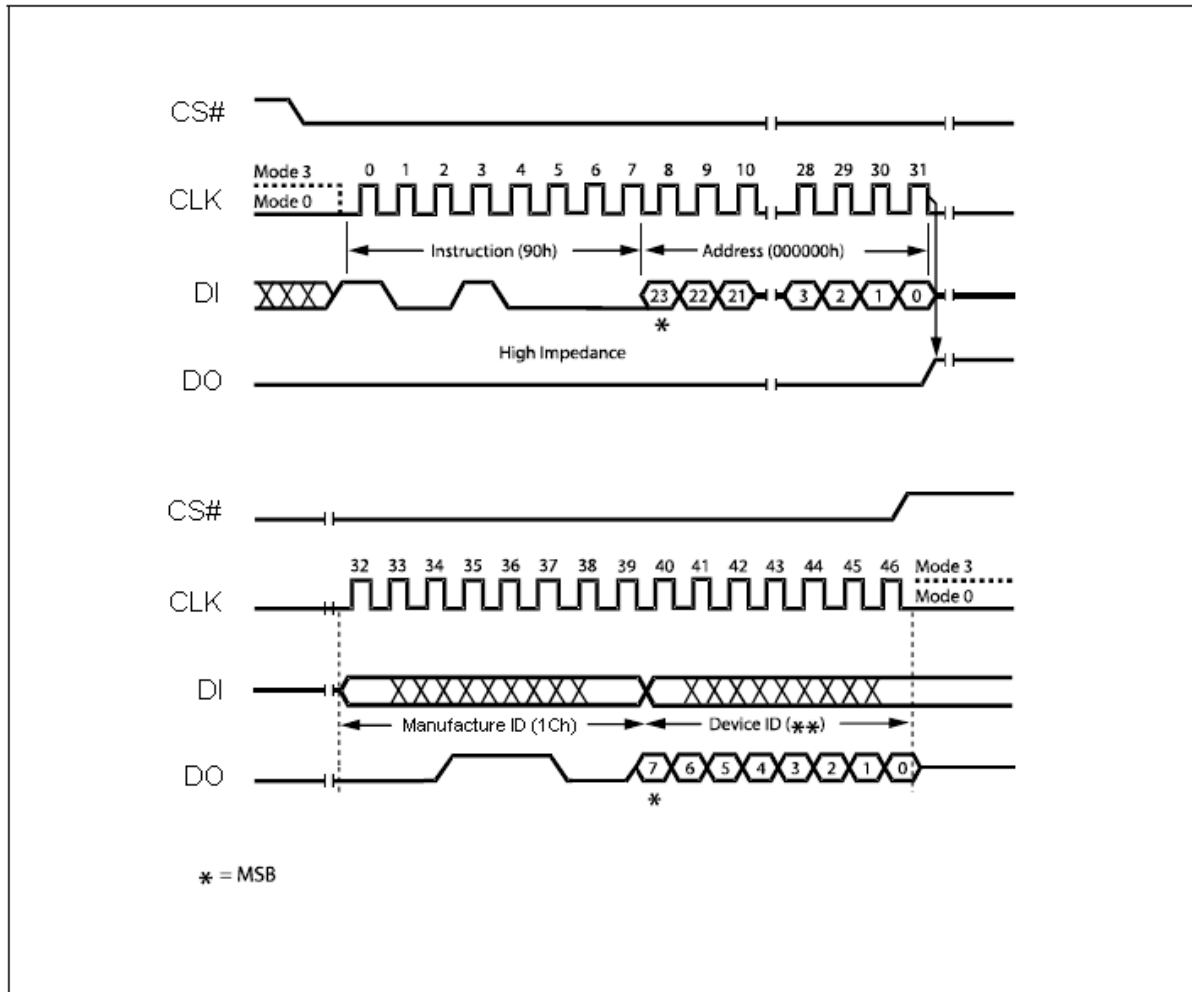 CS#
Mode 3 0 1 2 3 4 5 6 7 8 9 10 28 29 30 31
CLK Mode 0
Instruction (90h) Address (000000h)
DI 23 22 21 3 2 1 0
*
High Impedance
DO
CS#
32 33 34 35 36 37 38 39 40 41 42 43 44 45 46 Mode 3
CLK Mode 0
DI
Manufacture ID (1Ch) Device ID (**)
DO 7 6 5 4 3 2 1 0
*
* = MSB